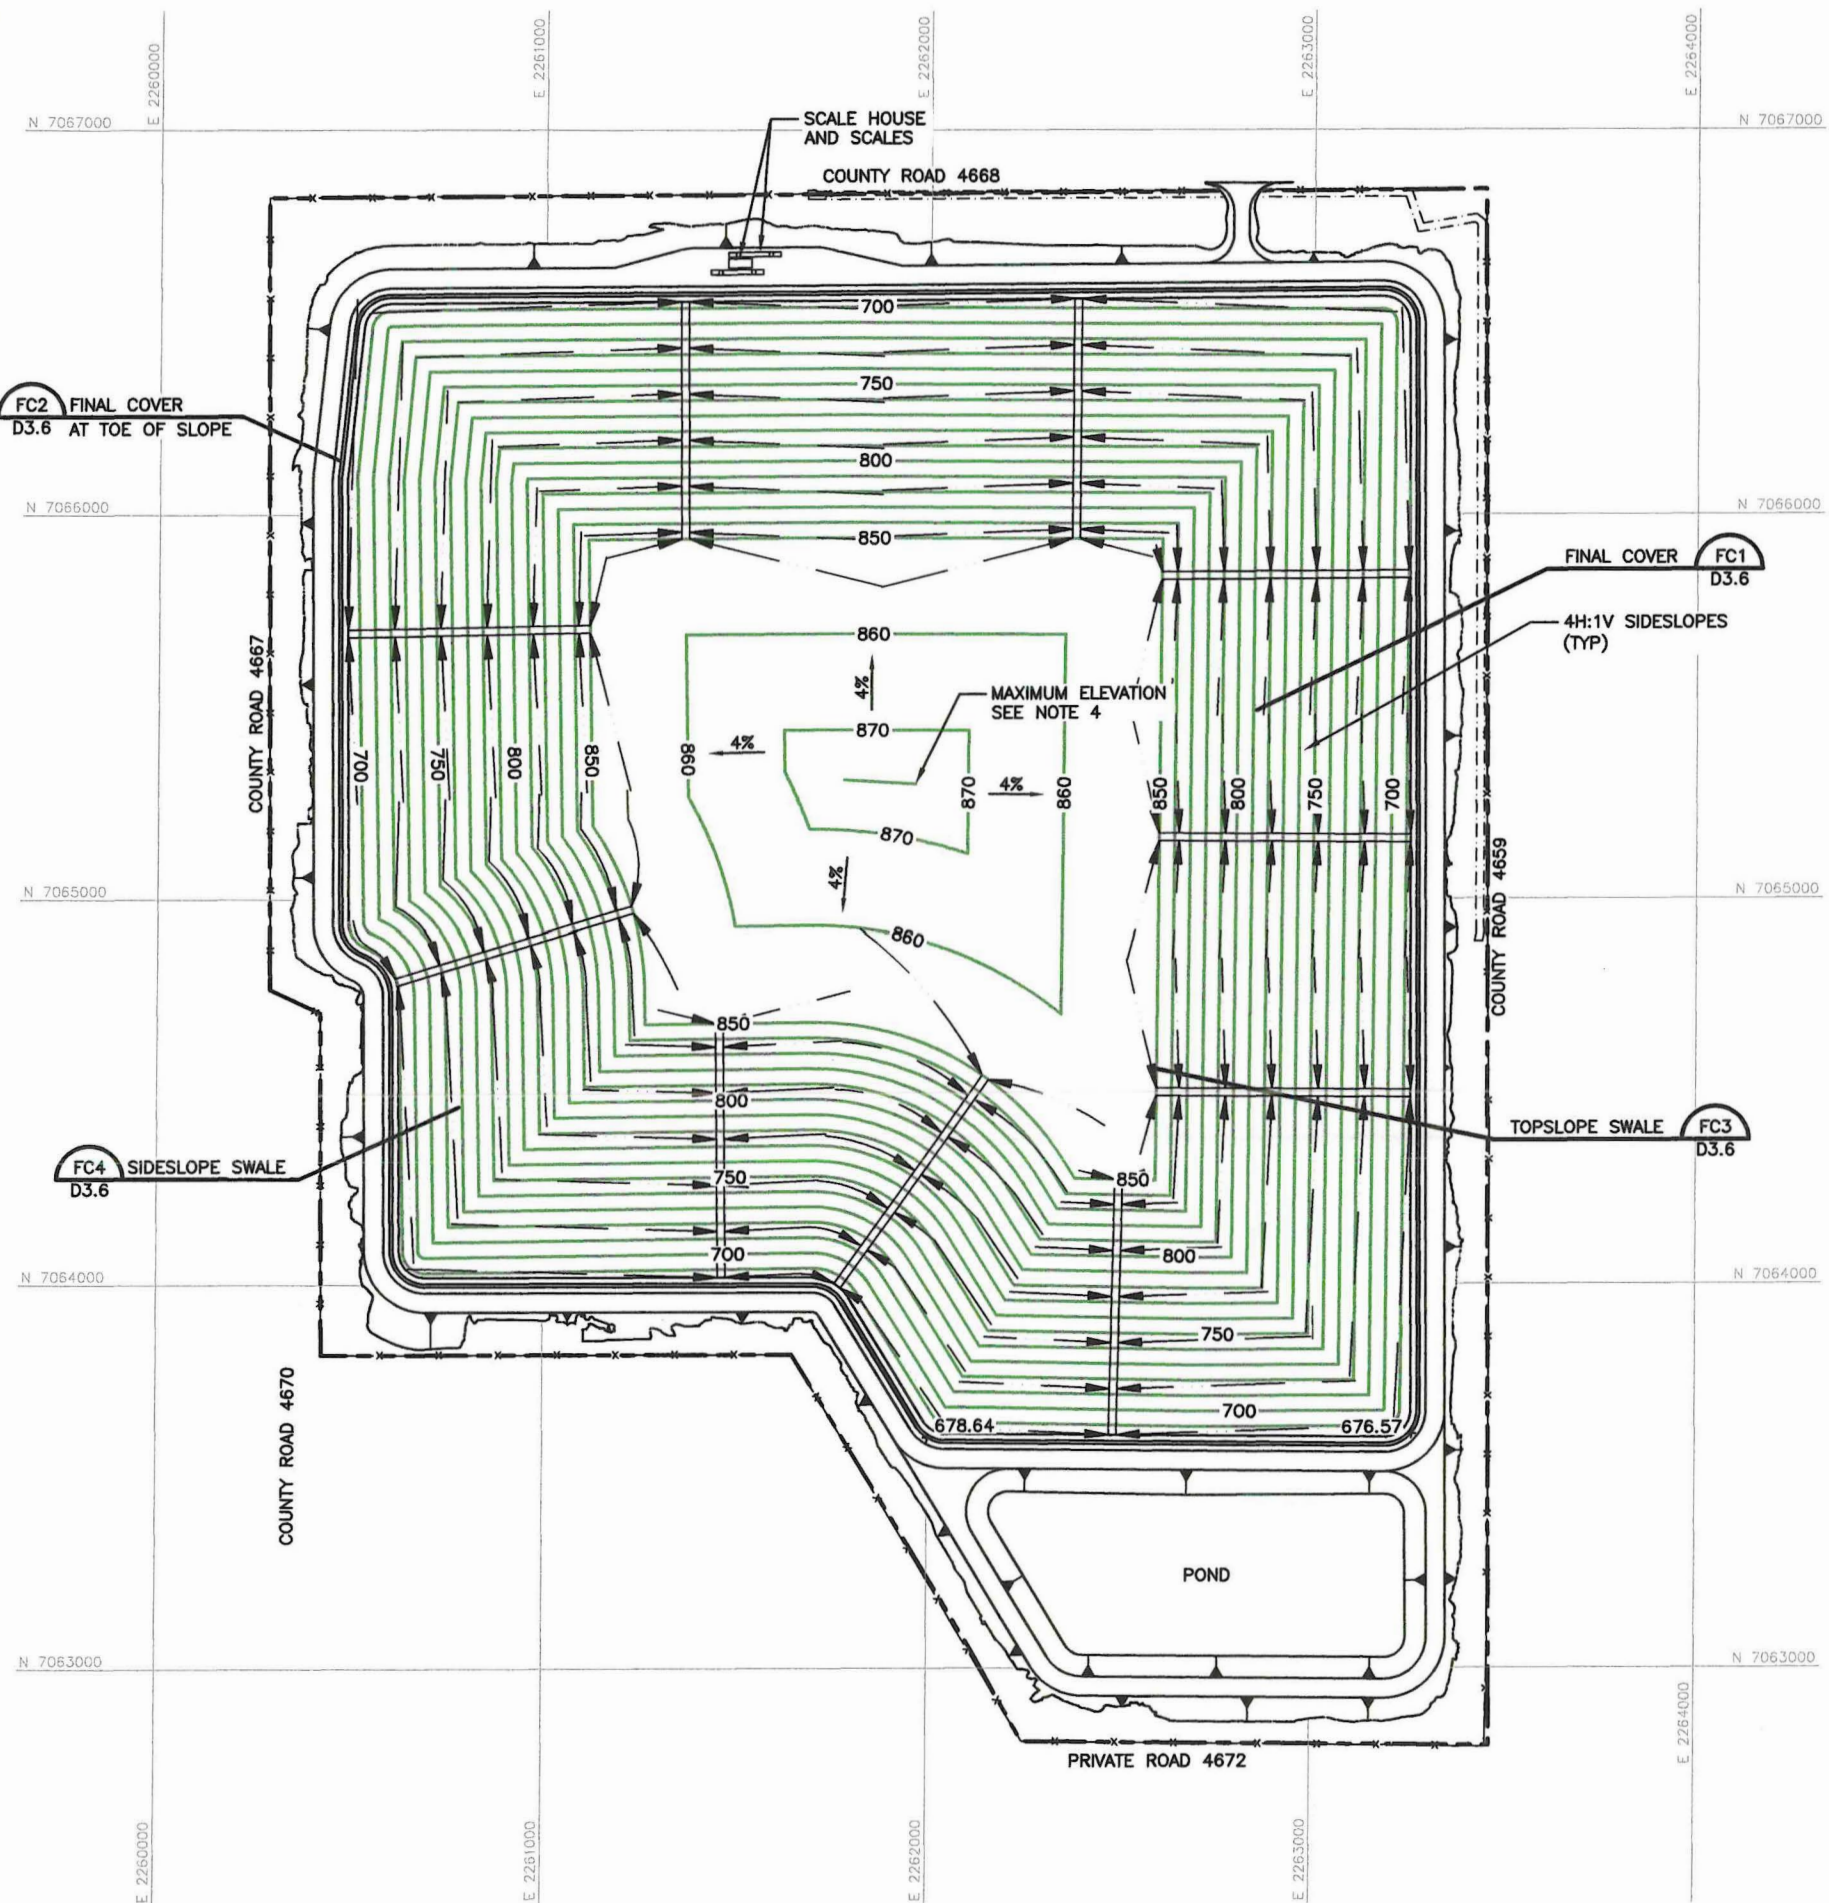 E 2260000
E 2261000
E 2262000
E 2263000
E 2264000
N 7067000
N 7067000
SCALE HOUSE
AND SCALES
COUNTY ROAD 4668
700
750
800
850
FC2
FINAL COVER
D3.6
AT TOE OF SLOPE
N 7066000
N 7066000
FINAL COVER
FC1
D3.6
4H:1V SIDESLOPES
(TYP)
COUNTY ROAD 4667
860
4%
MAXIMUM ELEVATION
SEE NOTE 4
870
4%
860
700
750
800
850
870
4%
860
850
800
750
700
870
4%
COUNTY ROAD 4659
N 7065000
N 7065000
860
850
800
750
700
FC4
SIDESLOPE SWALE
D3.6
TOPSLOPE SWALE
FC3
D3.6
850
800
750
700
N 7064000
N 7064000
678.64
676.57
COUNTY ROAD 4670
POND
N 7063000
N 7063000
PRIVATE ROAD 4672
E 2260000
E 2261000
E 2262000
E 2263000
E 2264000